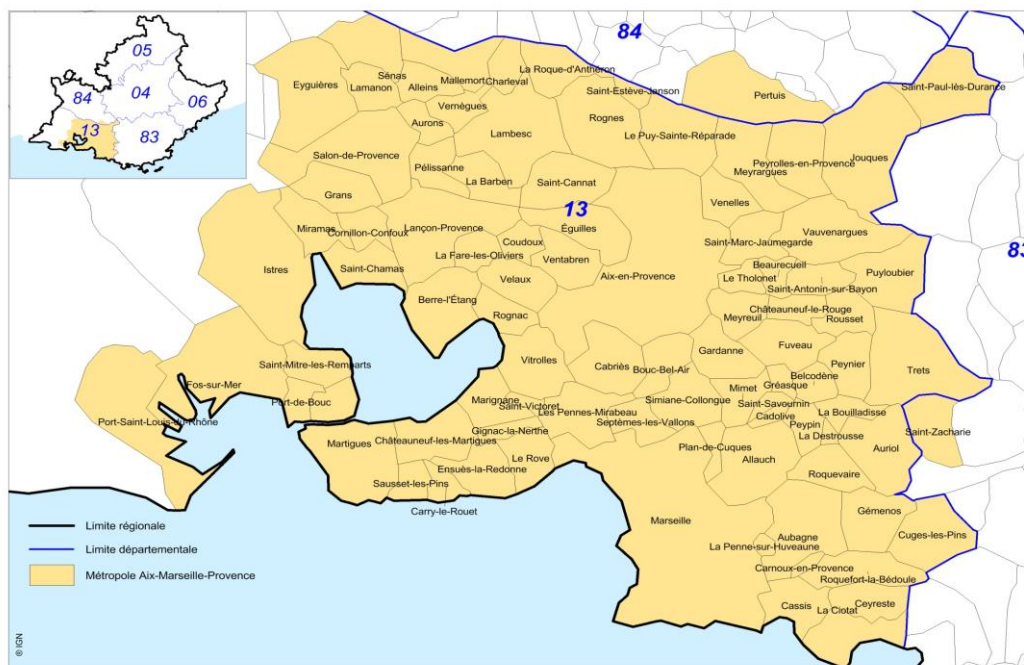 05
84
04
06
13
83
84
La Roque-d'Anthéron
Saint-Paul-lès-Durance
Sénas
Mallemort
Charleval
Eyguières
Lamanon
Alleins
Saint-Estève-Janson
Pertuis
Vernègues
Rognes
Aurons
Lambesc
Le Puy-Sainte-Réparade
Salon-de-Provence
Pélissanne
Peyrolles-en-Provence
Jouques
Meyrargues
La Barben
Saint-Cannat
Grans
Venelles
13
Miramas
Cornillon-Confoux
Lançon-Provence
Éguilles
Vauvenargues
Coudoux
Saint-Marc-Jaumegarde
83
La Fare-les-Oliviers
Ventabren
Istres
Saint-Chamas
Beaurecueil
Aix-en-Provence
Puyloubier
Velaux
Le Tholonet
Saint-Antonin-sur-Bayon
Berre-l'Étang
Châteauneuf-le-Rouge
Rognac
Meyreuil
Rousset
Fuveau
Gardanne
Vitrolles
Saint-Mitre-les-Remparts
Cabriès
Bouc-Bel-Air
Peynier
Trets
Belcodène
Fos-sur-Mer
Mimet
Gréasque
Port-de-Bouc
Marignane
Saint-Victoret
Simiane-Collongue
Saint-Savournin
Les Pennes-Mirabeau
Cadolive
La Bouilladisse
Port-Saint-Louis-du-Rhône
Septèmes-les-Vallons
Peypin
Gignac-la-Nerthe
La Destrousse
Saint-Zacharie
Martigues
Châteauneuf-les-Martigues
Plan-de-Cuques
Auriol
Le Rove
Allauch
Ensuès-la-Redonne
Roquevaire
Sausset-les-Pins
Carry-le-Rouet
Gémenos
Marseille
Limite régionale
Aubagne
Cuges-les-Pins
Limite départementale
La Penne-sur-Huveaune
Carnoux-en-Provence
Métropole Aix-Marseille-Provence
Roquefort-la-Bédoule
Cassis
La Ciotat
Ceyreste
® IGN